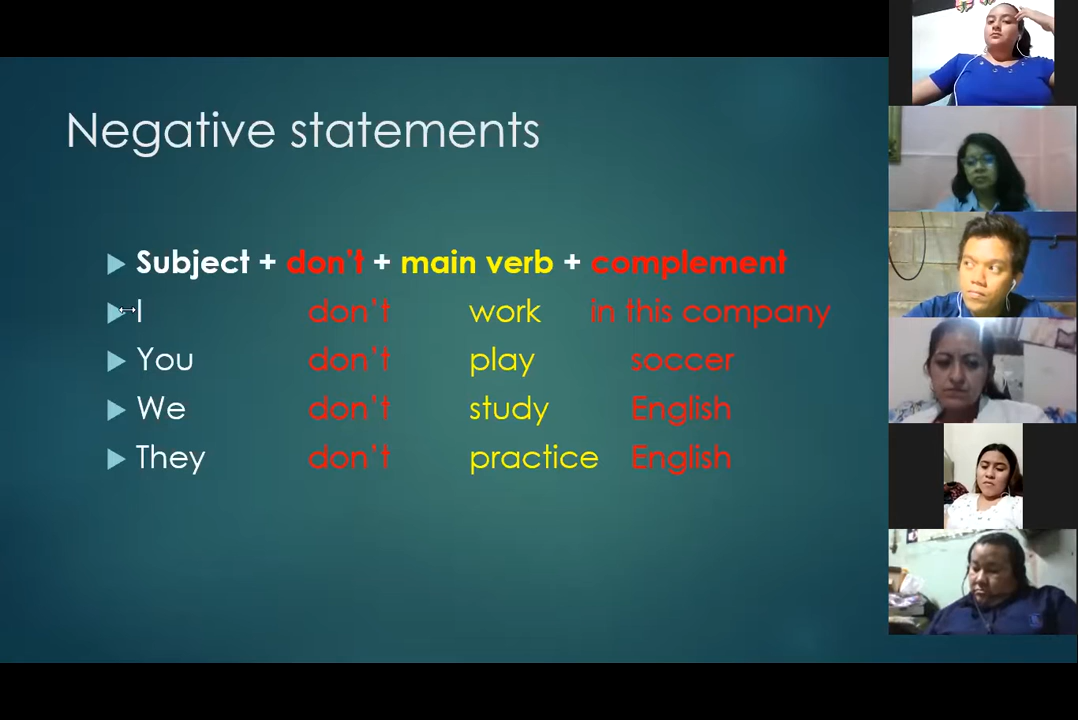 Negative statements
Subject + don't + main verb + complement
I don't work in this company
You don't play soccer
We don't study English
They don't practice English